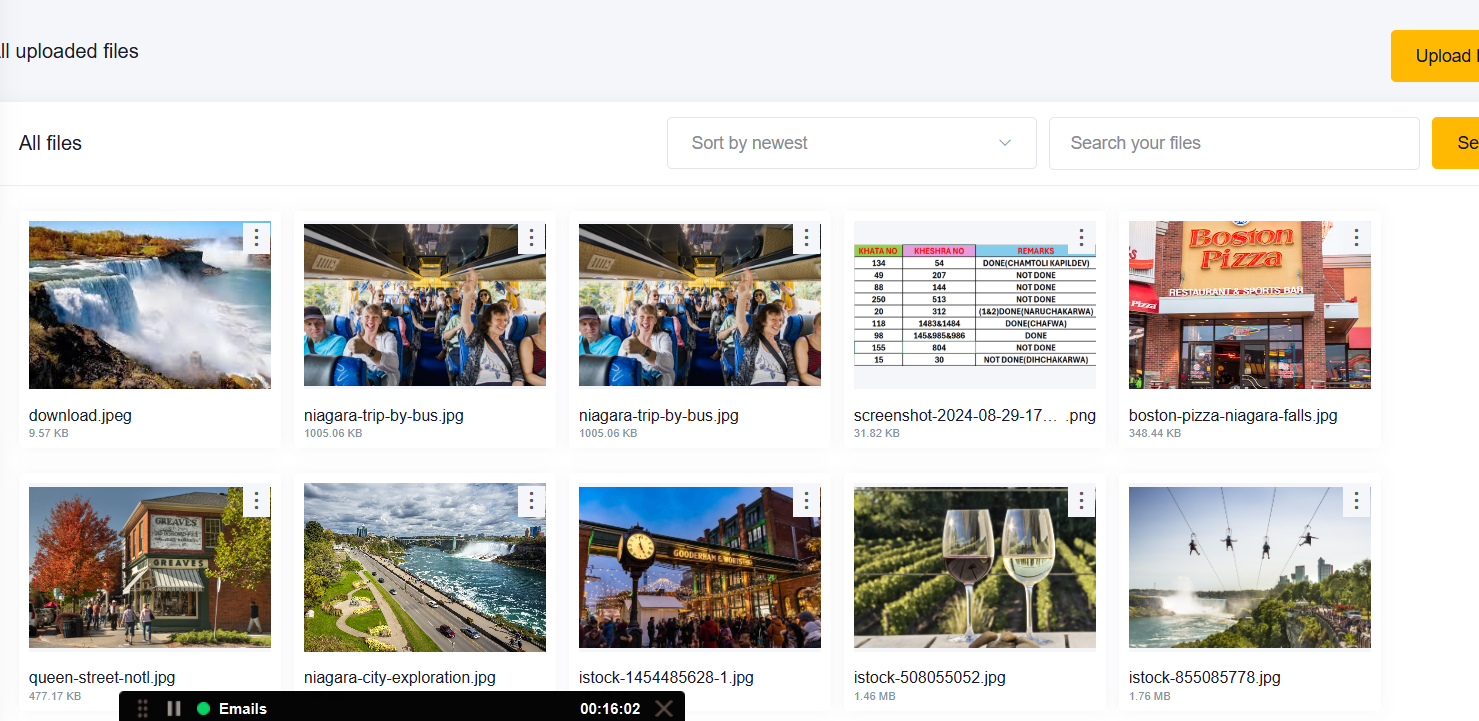 ll uploaded files
Upload
All files
Sort by newest
Search your files
Se
KHATA NO KHESHRA NO REMARKS
134 54 DONE(CHAMTOLI KAPILDEV)
49 207 NOT DONE
88 144 NOT DONE
250 513 NOT DONE
20 312 (1&2)DONE(NARUCHAKARWA)
118 1483&1484 DONE(CHAFWA)
98 145&985&986 DONE
155 804 NOT DONE
15 30 NOT DONE(DIHCHAKARWA)
Boston
Pizza
RESTAURANT & SPORTS BAR
Pizza
download.jpeg
9.57 KB
niagara-trip-by-bus.jpg
1005.06 KB
niagara-trip-by-bus.jpg
1005.06 KB
screenshot-2024-08-29-17… .png
31.82 KB
boston-pizza-niagara-falls.jpg
348.44 KB
GREAVES
GREAVES
GOODERHAM & WORTS
queen-street-notl.jpg
477.17 KB
niagara-city-exploration.jpg
istock-1454485628-1.jpg
istock-508055052.jpg
1.46 MB
istock-855085778.jpg
1.76 MB
Emails
00:16:02